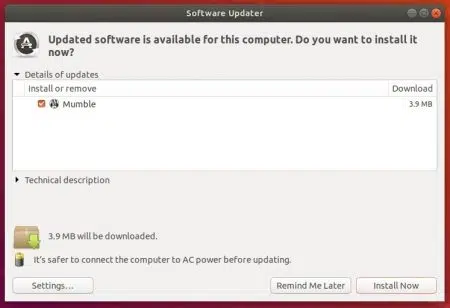 Software Updater
Updated software is available for this computer. Do you want to install it
now?
Details of updates
Install or remove Download
Mumble 3.9 MB
Technical description
3.9 MB will be downloaded.
It's safer to connect the computer to AC power before updating.
Settings... Remind Me Later Install Now